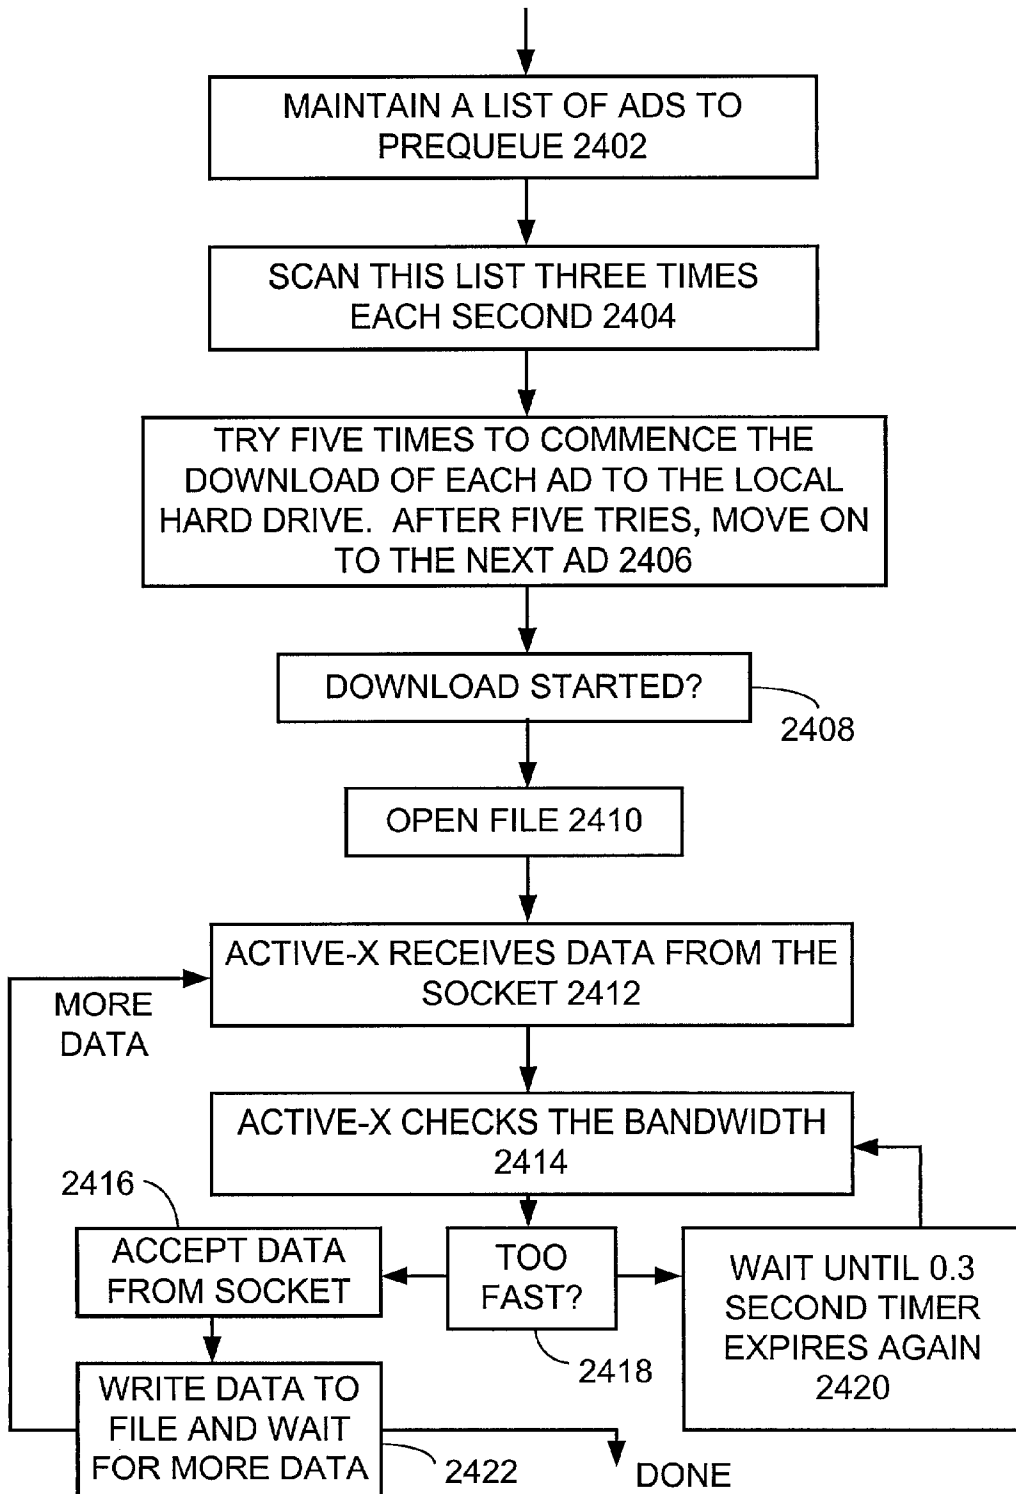 MAINTAIN A LIST OF ADS TO
PREQUEUE 2402
SCAN THIS LIST THREE TIMES
EACH SECOND 2404
TRY FIVE TIMES TO COMMENCE THE
DOWNLOAD OF EACH AD TO THE LOCAL
HARD DRIVE. AFTER FIVE TRIES, MOVE ON
TO THE NEXT AD 2406
DOWNLOAD STARTED?
2408
OPEN FILE 2410
ACTIVE-X RECEIVES DATA FROM THE
SOCKET 2412
MORE
DATA
ACTIVE-X CHECKS THE BANDWIDTH
2414
2416
ACCEPT DATA
FROM SOCKET
TOO
FAST?
2418
WAIT UNTIL 0.3
SECOND TIMER
EXPIRES AGAIN
2420
WRITE DATA TO
FILE AND WAIT
FOR MORE DATA
2422
DONE